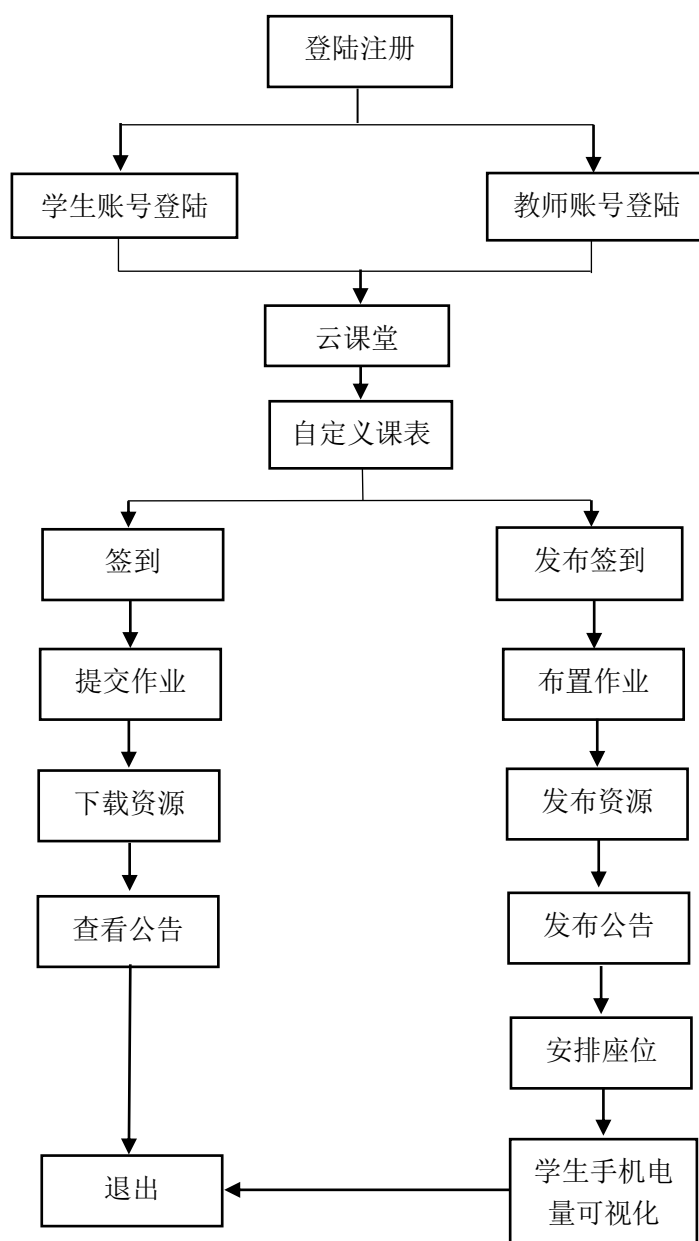 登陆注册
学生账号登陆
教师账号登陆
云课堂
自定义课表
签到
发布签到
提交作业
布置作业
下载资源
发布资源
查看公告
发布公告
安排座位
退出
学生手机电
量可视化